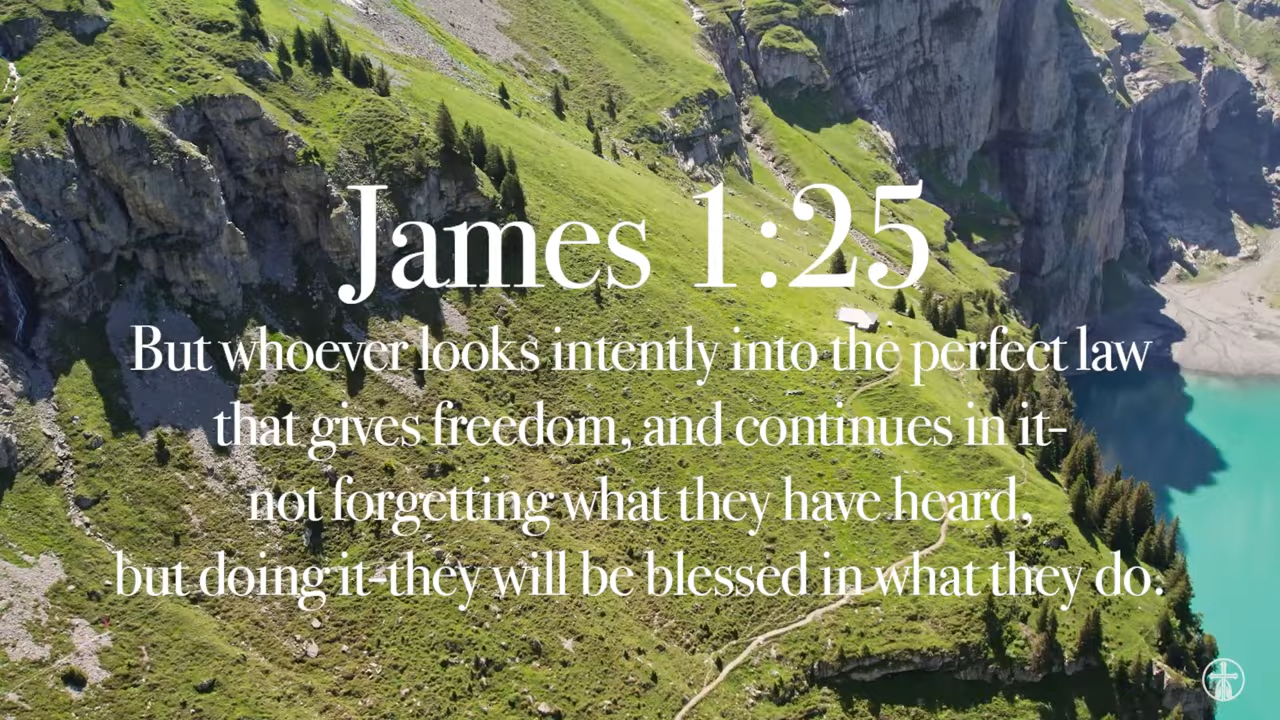 James 1:25
But whoever looks intently into the perfect law
that gives freedom, and continues in it-
not forgetting what they have heard,
but doing it-they will be blessed in what they do.